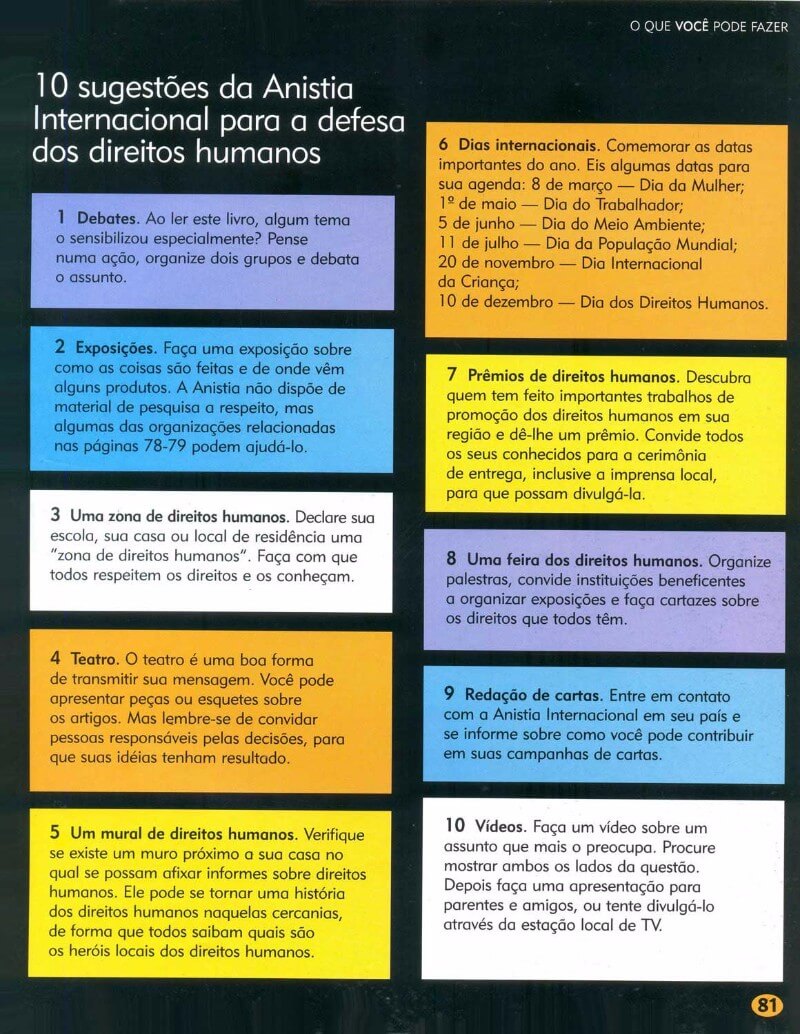 O QUE VOCÊ PODE FAZER
10 sugestões da Anistia
Internacional para a defesa
dos direitos humanos
1 Debates. Ao ler este livro, algum tema
o sensibilizou especialmente? Pense
numa ação, organize dois grupos e debata
o assunto.
2 Exposições. Faça uma exposição sobre
como as coisas são feitas e de onde vêm
alguns produtos. A Anistia não dispõe de
material de pesquisa a respeito, mas
algumas das organizações relacionadas
nas páginas 78-79 podem ajudá-lo.
3 Uma zona de direitos humanos. Declare sua
escola, sua casa ou local de residência uma
"zona de direitos humanos". Faça com que
todos respeitem os direitos e os conheçam.
4 Teatro. O teatro é uma boa forma
de transmitir sua mensagem. Você pode
apresentar peças ou esquetes sobre
os artigos. Mas lembre-se de convidar
pessoas responsáveis pelas decisões, para
que suas idéias tenham resultado.
5 Um mural de direitos humanos. Verifique
se existe um muro próximo a sua casa no
qual se possam afixar informes sobre direitos
humanos. Ele pode se tornar uma história
dos direitos humanos naquelas cercanias,
de forma que todos saibam quais são
os heróis locais dos direitos humanos.
6 Dias internacionais. Comemorar as datas
importantes do ano. Eis algumas datas para
sua agenda: 8 de março — Dia da Mulher;
1º de maio — Dia do Trabalhador;
5 de junho — Dia do Meio Ambiente;
11 de julho — Dia da População Mundial;
20 de novembro — Dia Internacional
da Criança;
10 de dezembro — Dia dos Direitos Humanos.
7 Prêmios de direitos humanos. Descubra
quem tem feito importantes trabalhos de
promoção dos direitos humanos em sua
região e dê-lhe um prêmio. Convide todos
os seus conhecidos para a cerimônia
de entrega, inclusive a imprensa local,
para que possam divulgá-la.
8 Uma feira dos direitos humanos. Organize
palestras, convide instituições beneficentes
a organizar exposições e faça cartazes sobre
os direitos que todos têm.
9 Redação de cartas. Entre em contato
com a Anistia Internacional em seu país e
se informe sobre como você pode contribuir
em suas campanhas de cartas.
10 Vídeos. Faça um vídeo sobre um
assunto que mais o preocupa. Procure
mostrar ambos os lados da questão.
Depois faça uma apresentação para
parentes e amigos, ou tente divulgá-lo
através da estação local de TV.
81